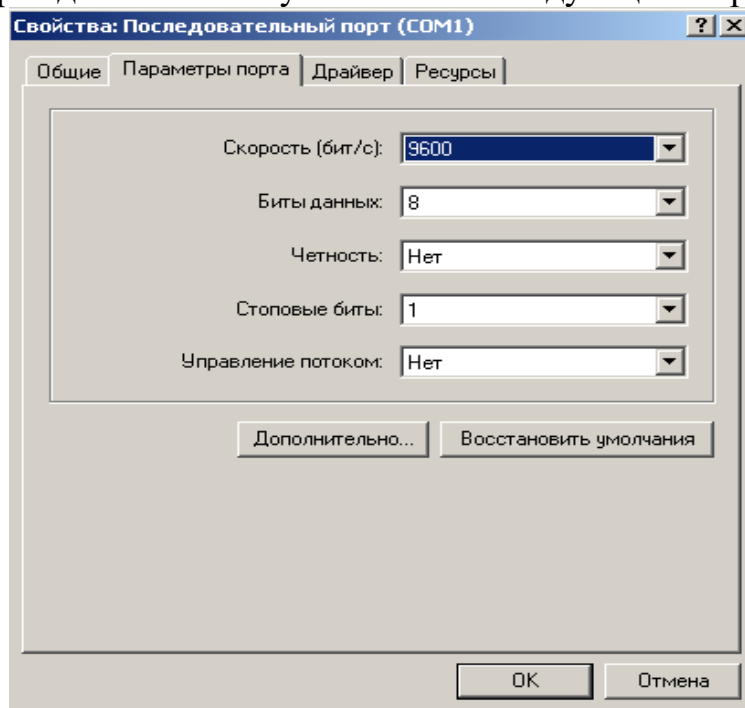 Свойства: Последовательный порт (COM1)
Общие Параметры порта Драйвер Ресурсы
Скорость (бит/с): 9600
Биты данных: 8
Четность: Нет
Стоповые биты: 1
Управление потоком: Нет
Дополнительно... Восстановить умолчания
OK Отмена